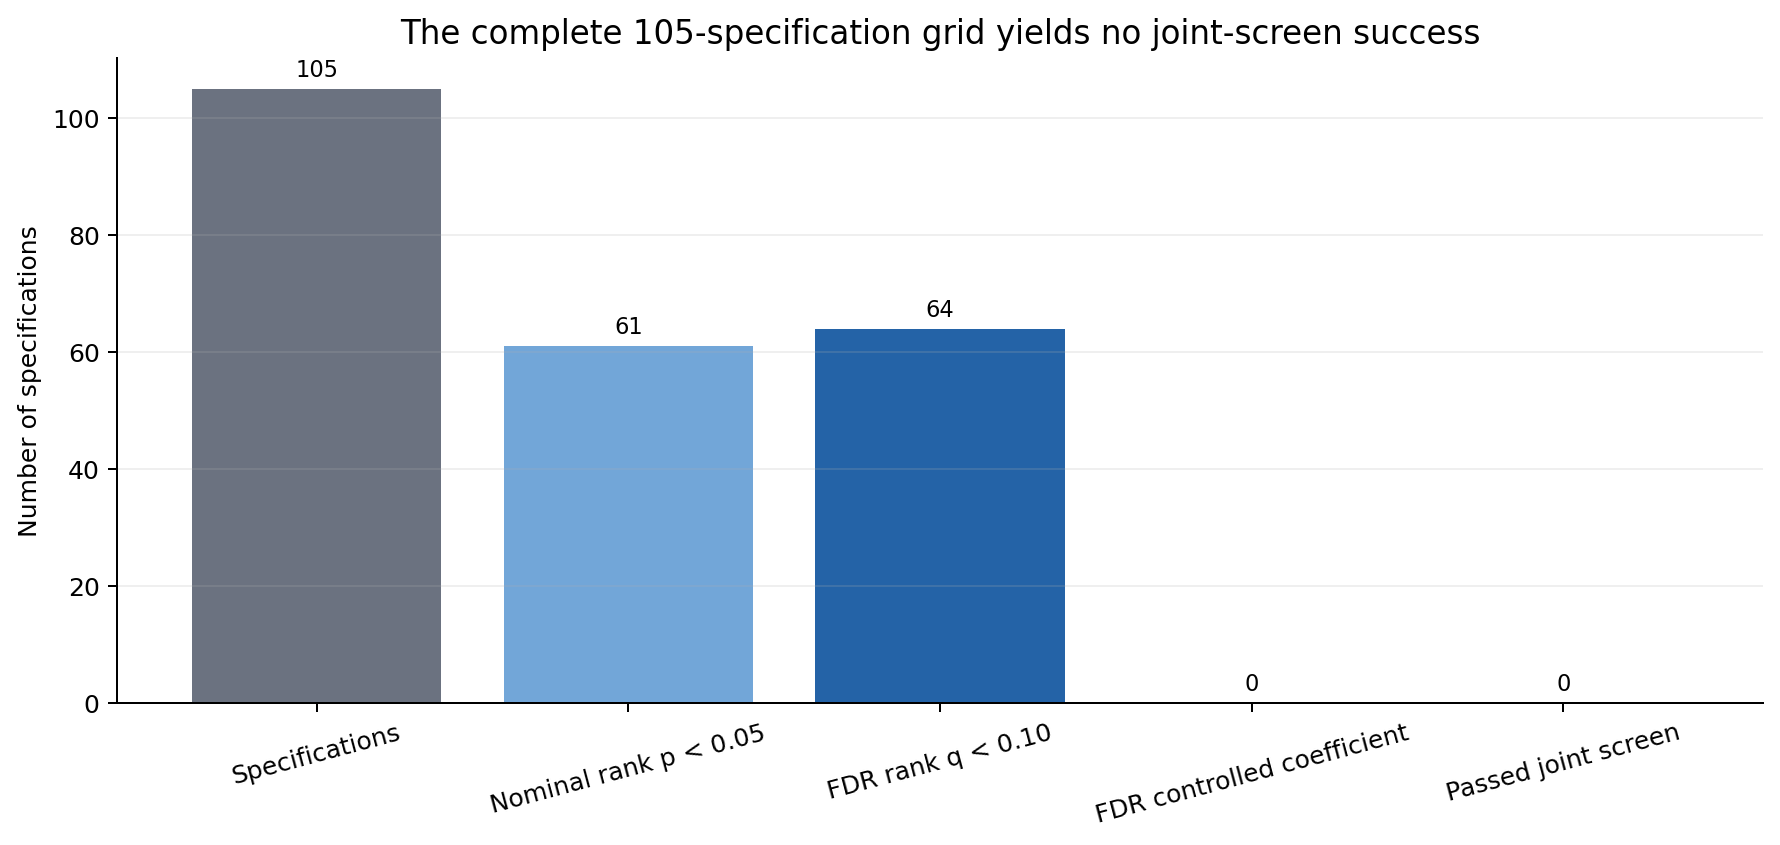 The complete 105-specification grid yields no joint-screen success
Number of specifications
100
80
60
40
20
0
105
61
64
0
0
Specifications
Nominal rank p < 0.05
FDR rank q < 0.10
FDR controlled coefficient
Passed joint screen